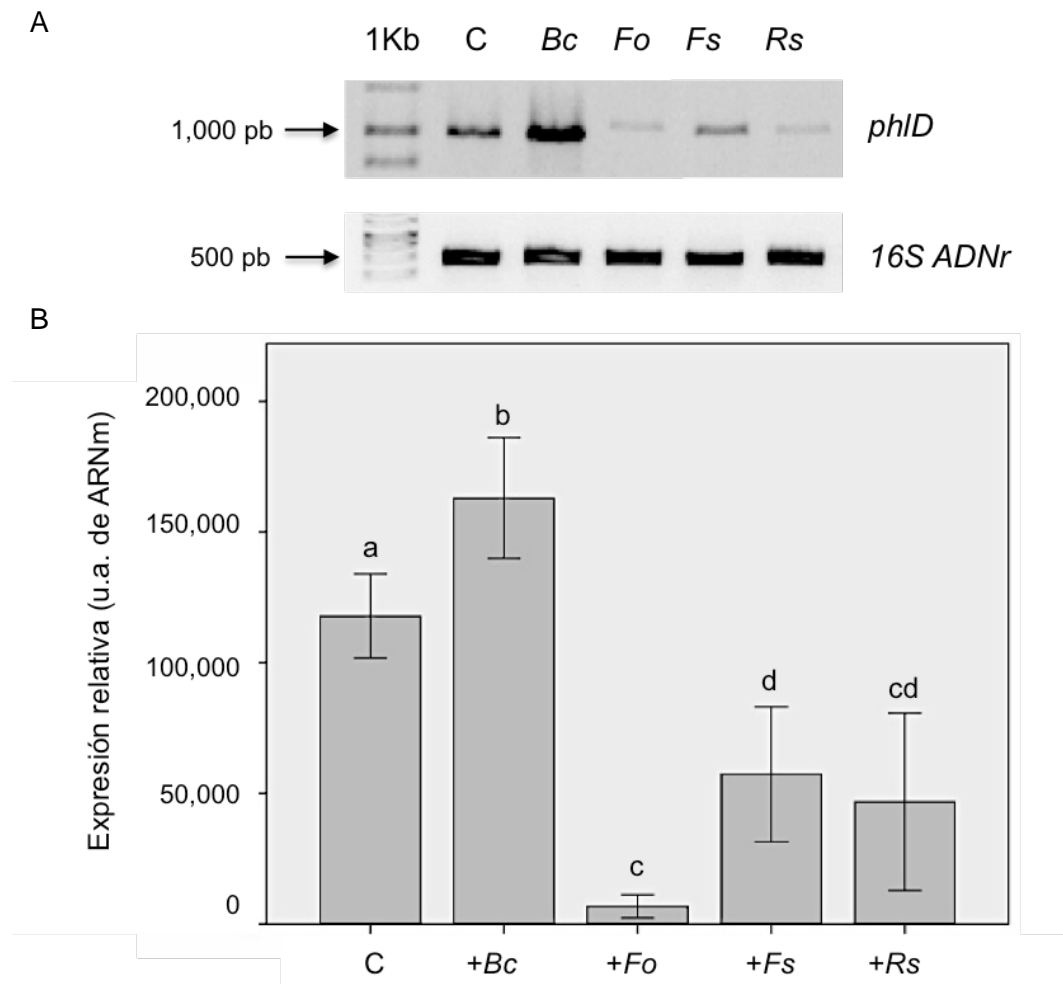 A
1Kb C Bc Fo Fs Rs
1,000 pb phlD
500 pb 16S ADNr
B
Expresión relativa (u.a. de ARNm)
200,000
150,000
100,000
50,000
0
a
b
c
d
cd
C +Bc +Fo +Fs +Rs